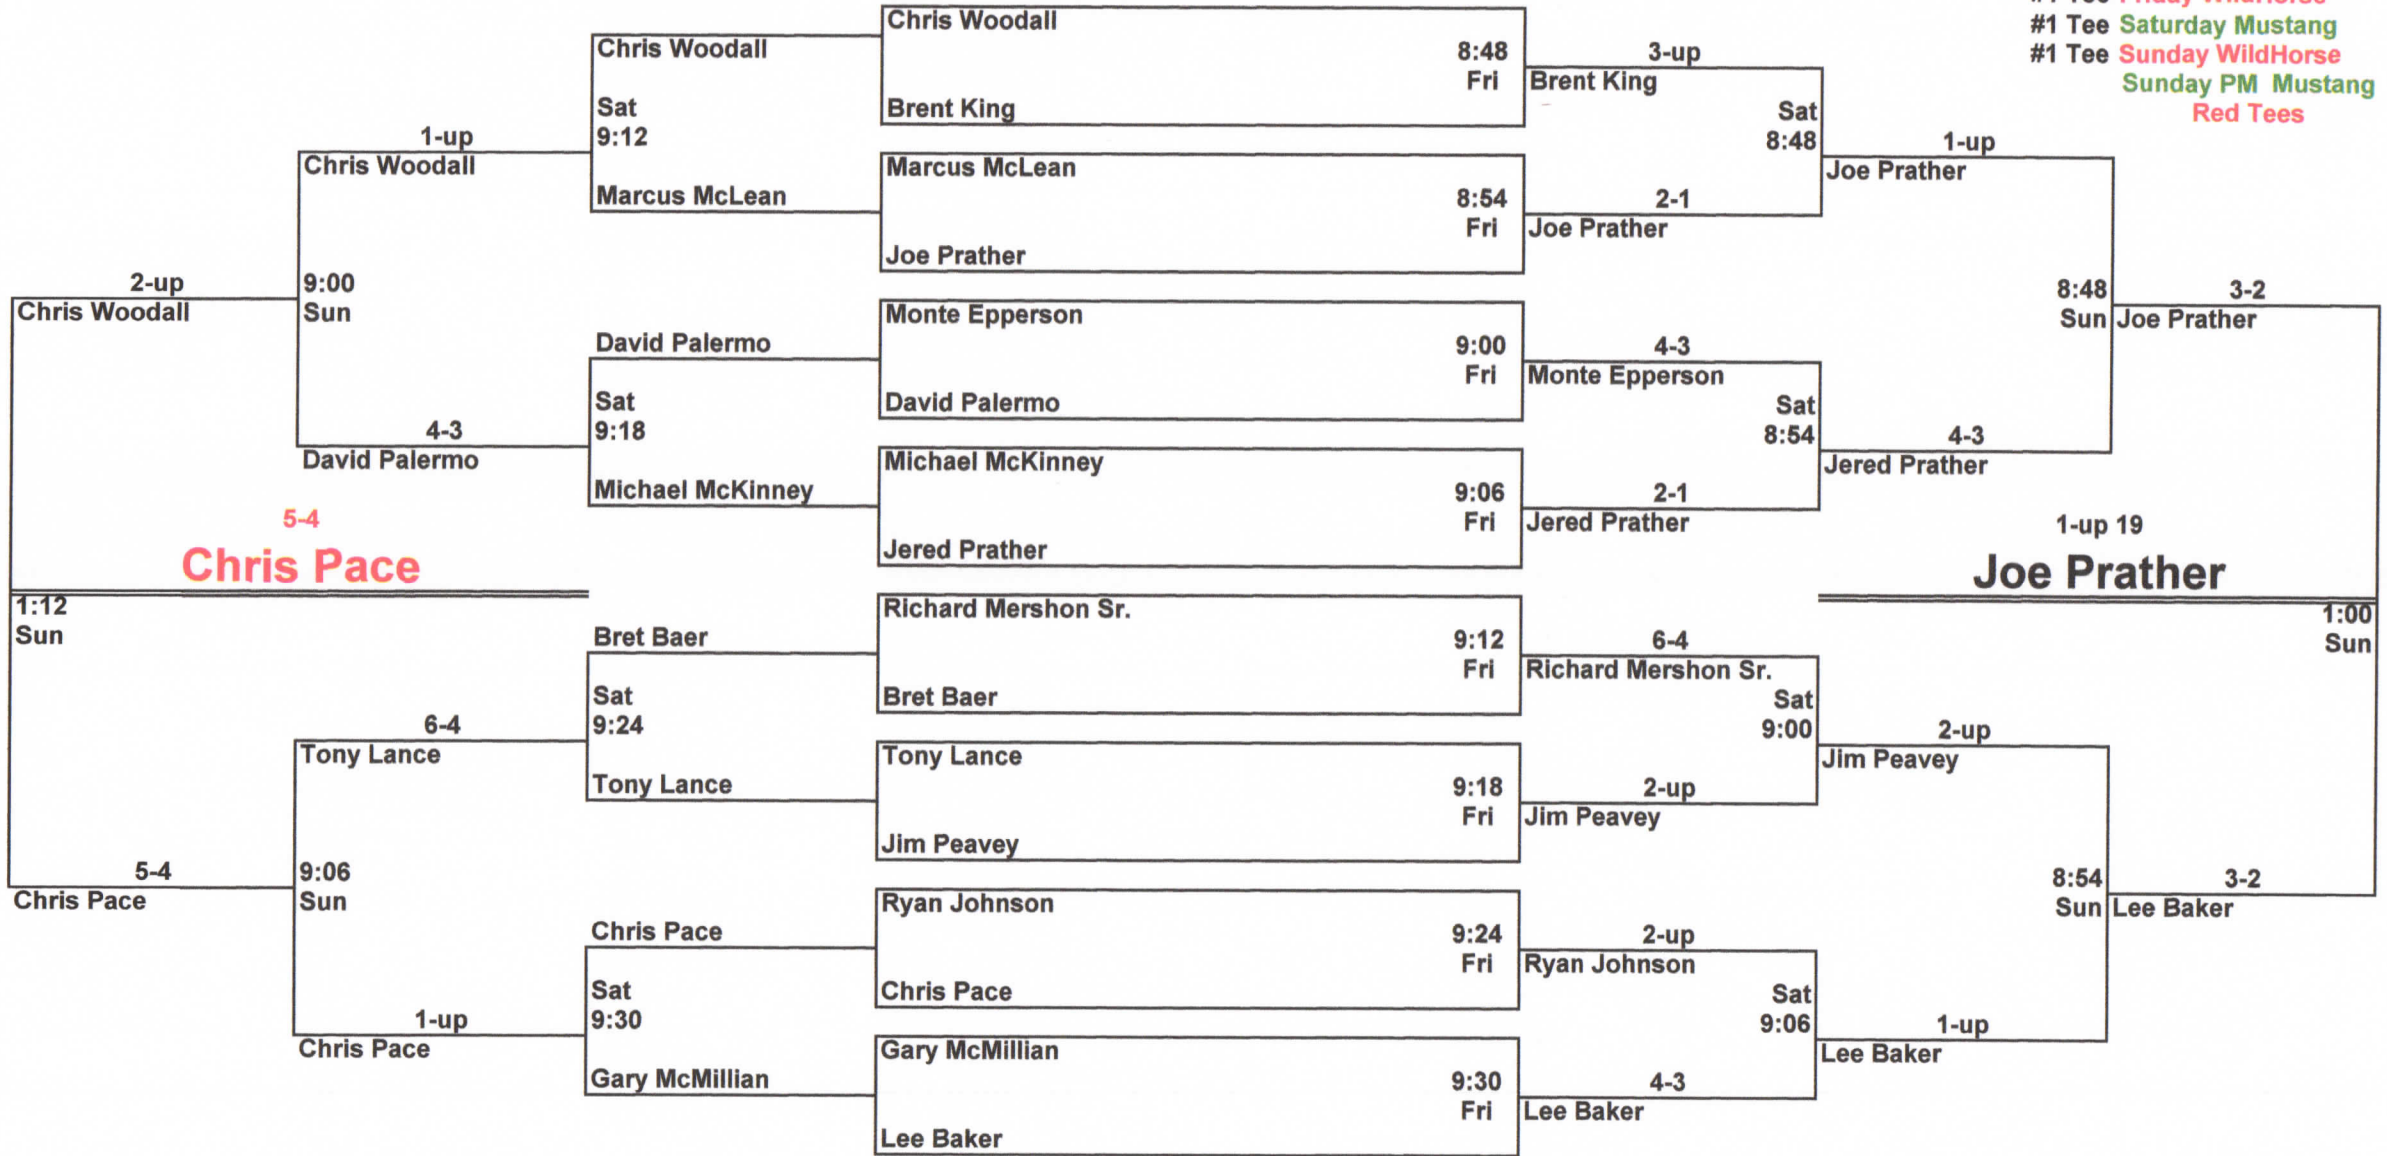 #1 Tee Friday WildHorse
#1 Tee Saturday Mustang
#1 Tee Sunday WildHorse
Sunday PM Mustang
Red Tees
Chris Woodall
8:48
Fri
Brent King
Marcus McLean
8:54
Fri
Joe Prather
Monte Epperson
9:00
Fri
David Palermo
Michael McKinney
9:06
Fri
Jered Prather
Richard Mershon Sr.
9:12
Fri
Bret Baer
Tony Lance
9:18
Fri
Jim Peavey
Ryan Johnson
9:24
Fri
Chris Pace
Gary McMillian
9:30
Fri
Lee Baker
Chris Woodall
Sat
9:12
Marcus McLean
David Palermo
Sat
9:18
Michael McKinney
Bret Baer
Sat
9:24
Tony Lance
Chris Pace
Sat
9:30
Gary McMillian
1-up
Chris Woodall
9:00
Sun
4-3
David Palermo
6-4
Tony Lance
9:06
Sun
1-up
Chris Pace
2-up
Chris Woodall
5-4
Chris Pace
1:12
Sun
5-4
Chris Pace
3-up
Brent King
Sat
8:48
2-1
Joe Prather
4-3
Monte Epperson
Sat
8:54
2-1
Jered Prather
6-4
Richard Mershon Sr.
Sat
9:00
2-up
Jim Peavey
2-up
Ryan Johnson
Sat
9:06
4-3
Lee Baker
1-up
Joe Prather
8:48
Sun
4-3
Jered Prather
2-up
Jim Peavey
8:54
Sun
1-up
Lee Baker
3-2
Joe Prather
1-up 19
Joe Prather
1:00
Sun
3-2
Lee Baker